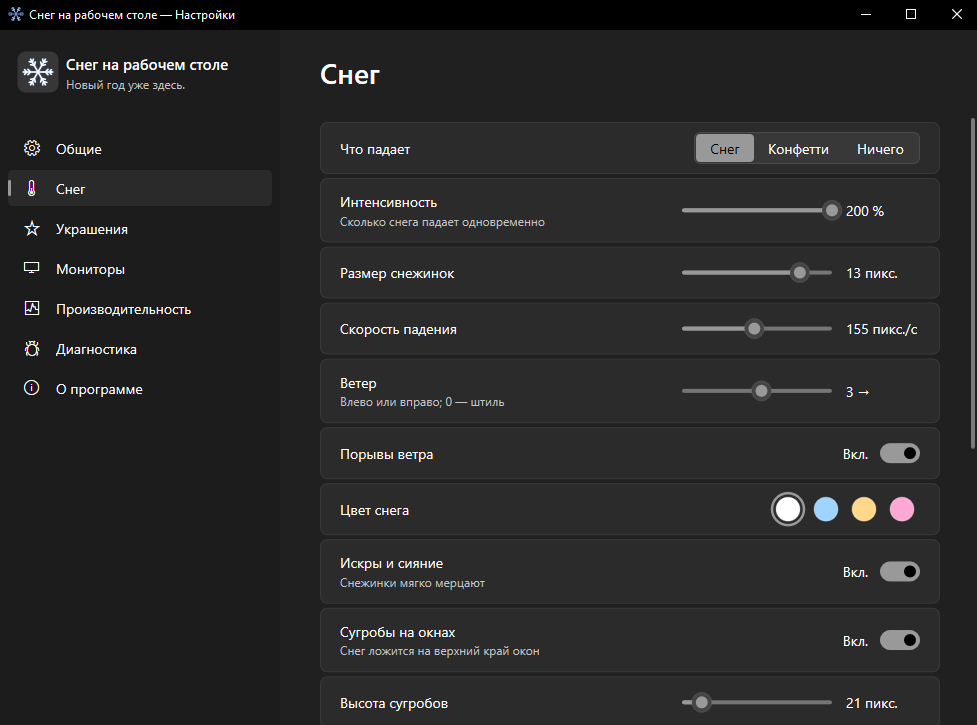 Снег на рабочем столе — Настройки
Снег на рабочем столе
Новый год уже здесь.
Общие
Снег
Украшения
Мониторы
Производительность
Диагностика
О программе
Снег
Что падает
Снег Конфетти Ничего
Интенсивность
Сколько снега падает одновременно
200 %
Размер снежинок
13 пикс.
Скорость падения
155 пикс./с
Ветер
Влево или вправо; 0 — штиль
3 →
Порывы ветра
Вкл.
Цвет снега
Искры и сияние
Снежинки мягко мерцают
Вкл.
Сугробы на окнах
Снег ложится на верхний край окон
Вкл.
Высота сугробов
21 пикс.